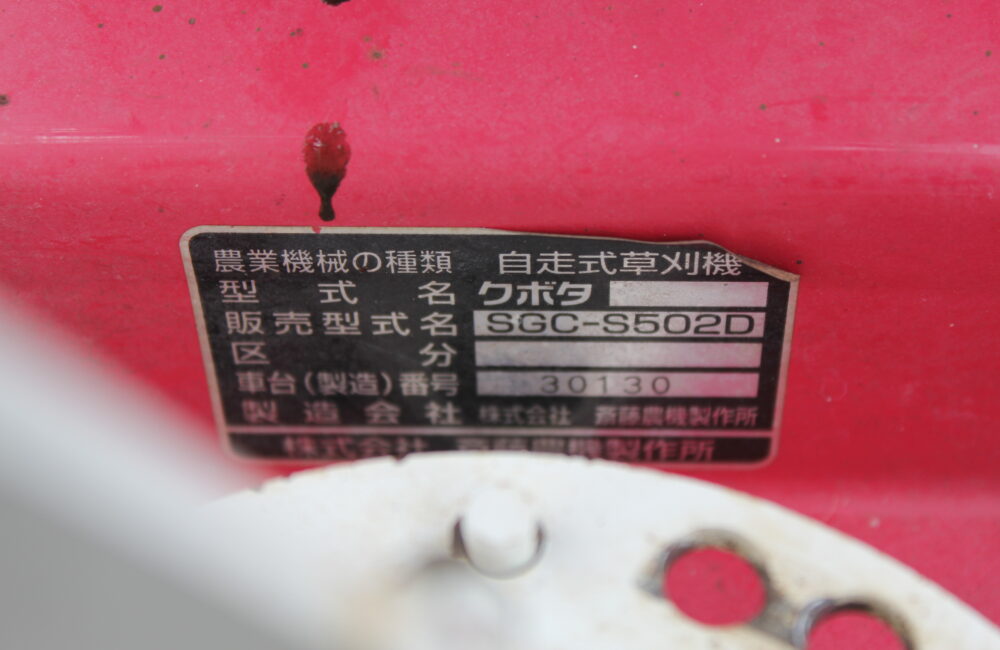 農業機械の種類 自走式草刈機
型式名 クボタ
販売型式名 SGC-S502D
区分
車台(製造)番号 30130
製造会社 株式会社 斎藤農機製作所
株式会社 斎藤農機製作所